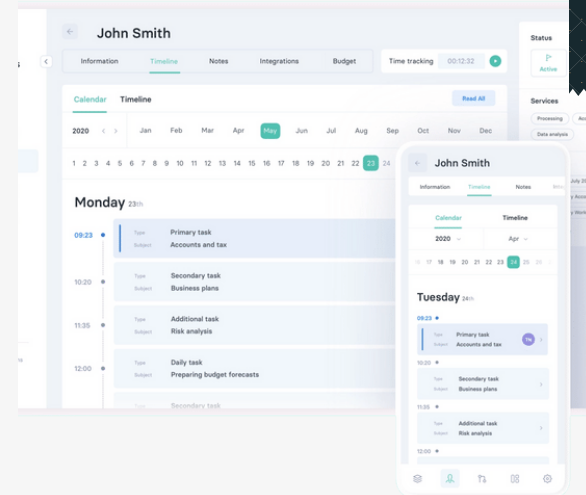 John Smith
Information Timeline Notes Integrations Budget
Time tracking 00:12:32
Status
Active
Calendar Timeline
Read All
Services
Processing
Data analysis
2020 Jan Feb Mar Apr May Jun Jul Aug Sep Oct Nov Dec
1 2 3 4 5 6 7 8 9 10 11 12 13 14 15 16 17 18 19 20 21 22 23 24
Monday 23th
09:23
Type Primary task
Subject Accounts and tax
10:20
Type Secondary task
Subject Business plans
11:35
Type Additional task
Subject Risk analysis
12:00
Type Daily task
Subject Preparing budget forecasts
Secondary task
John Smith
Information Timeline Notes
Calendar Timeline
2020 Apr
17 18 19 20 21 22 23 24 25 26
Tuesday 24th
09:23
Type Primary task
Subject Accounts and tax
10:20
Type Secondary task
Subject Business plans
11:35
Type Additional task
Subject Risk analysis
12:00